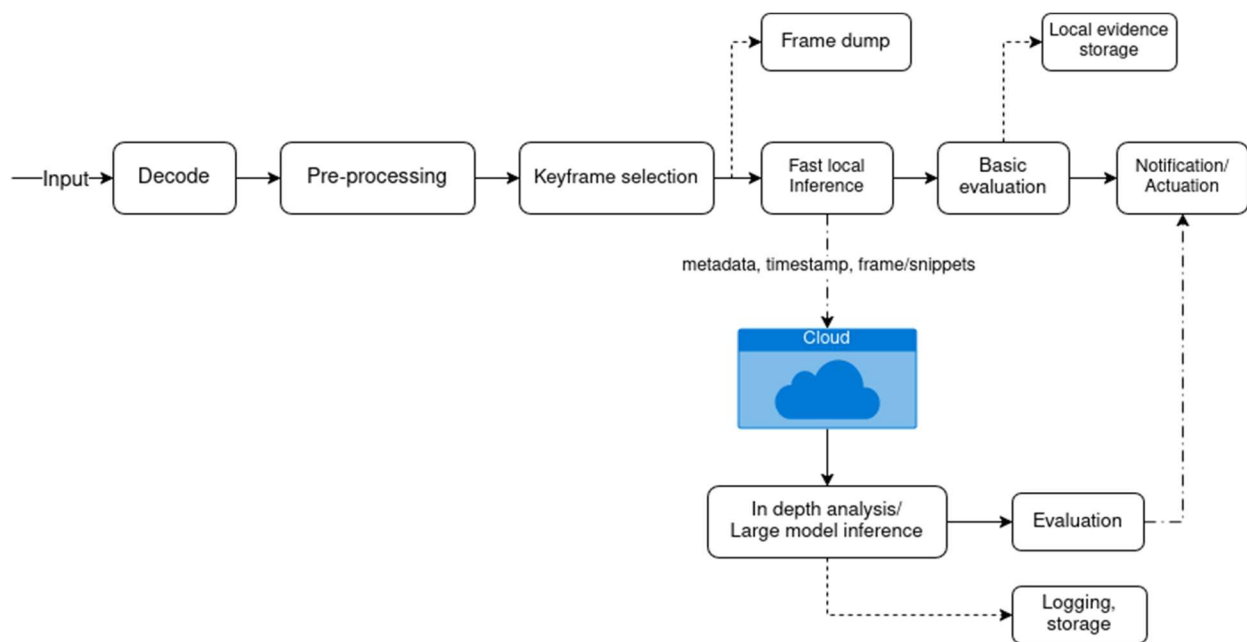 Frame dump
Local evidence
storage
Input
Decode
Pre-processing
Keyframe selection
Fast local
Inference
Basic
evaluation
Notification/
Actuation
metadata, timestamp, frame/snippets
Cloud
In depth analysis/
Large model inference
Evaluation
Logging,
storage